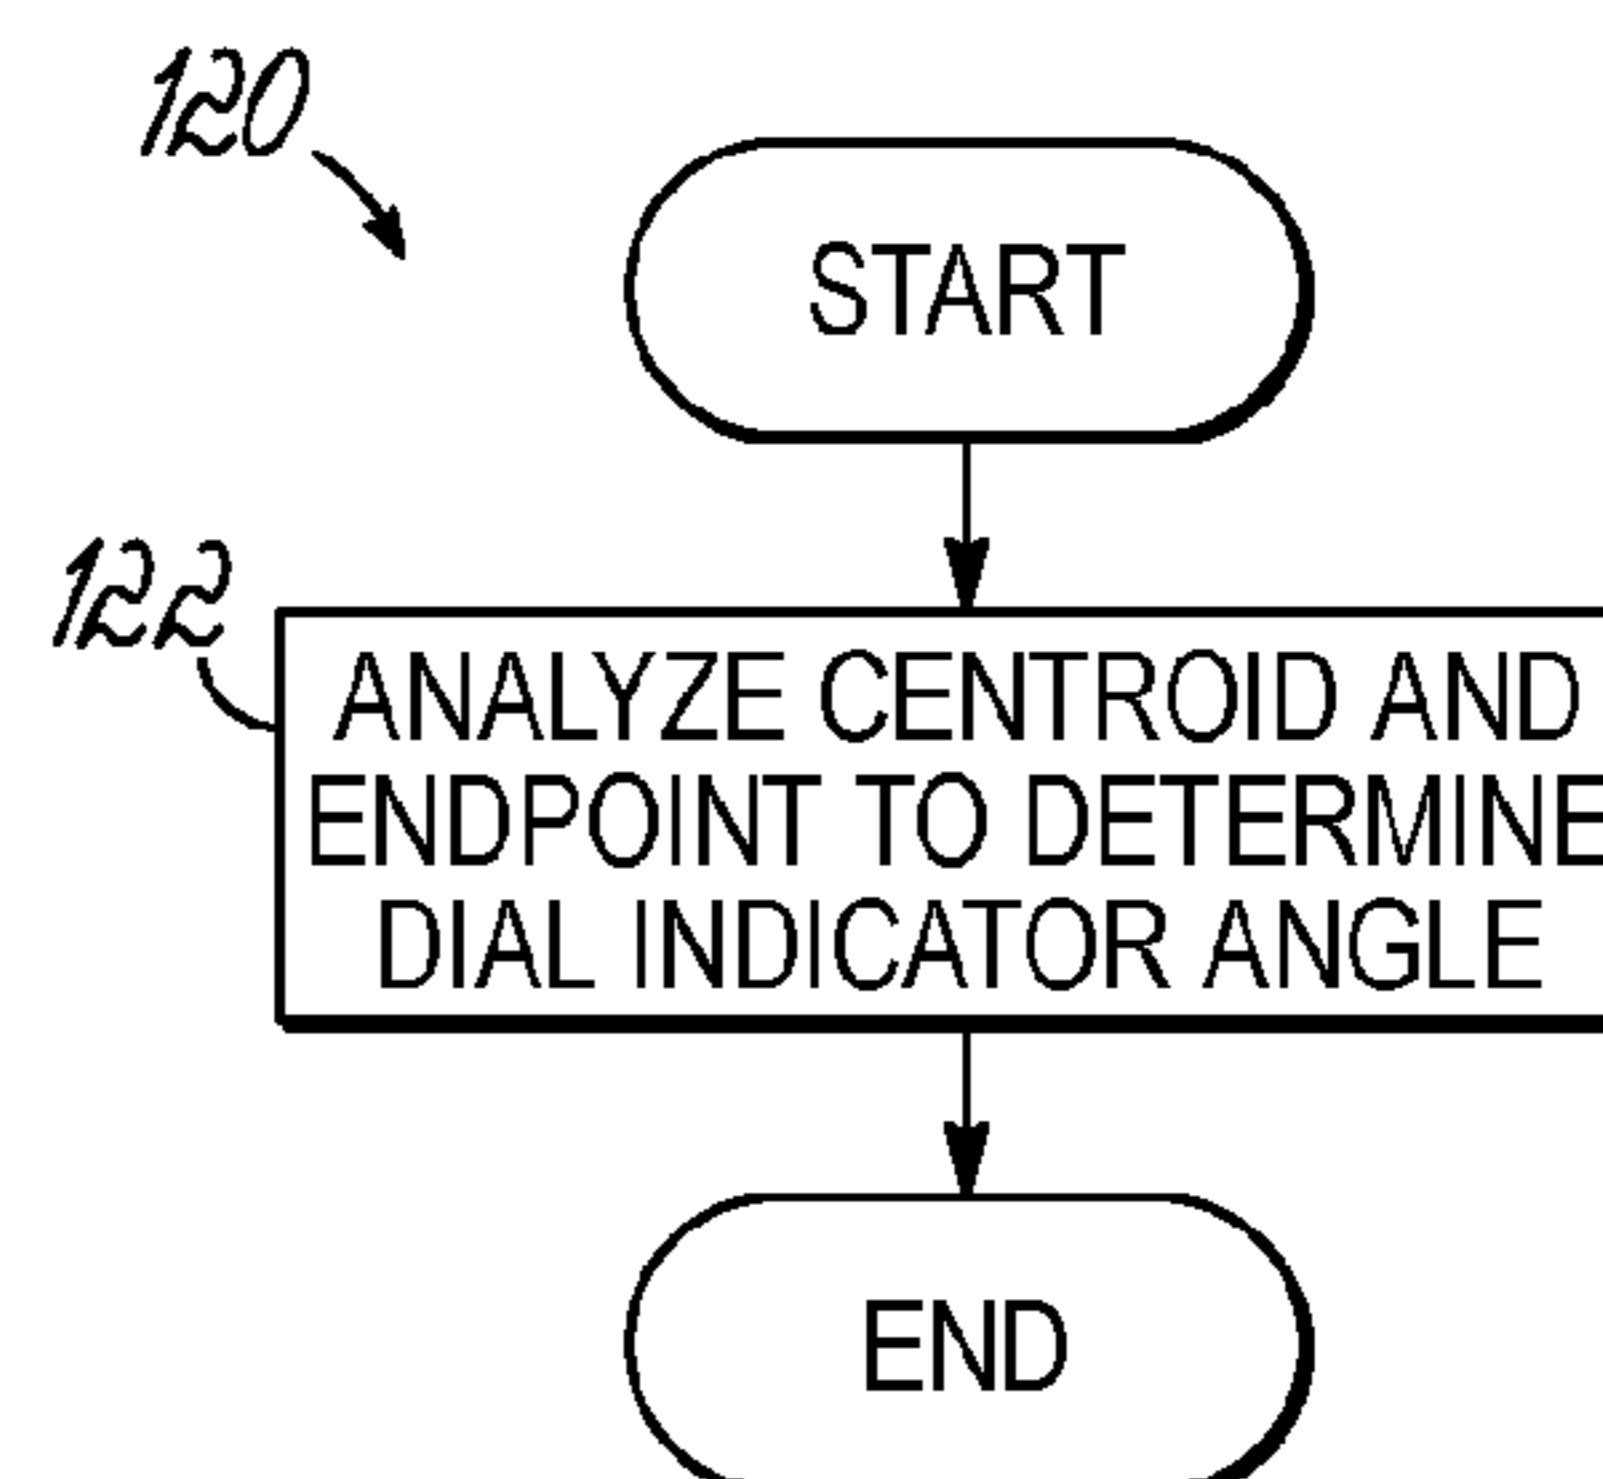 120
START
122
ANALYZE CENTROID AND
ENDPOINT TO DETERMINE
DIAL INDICATOR ANGLE
END